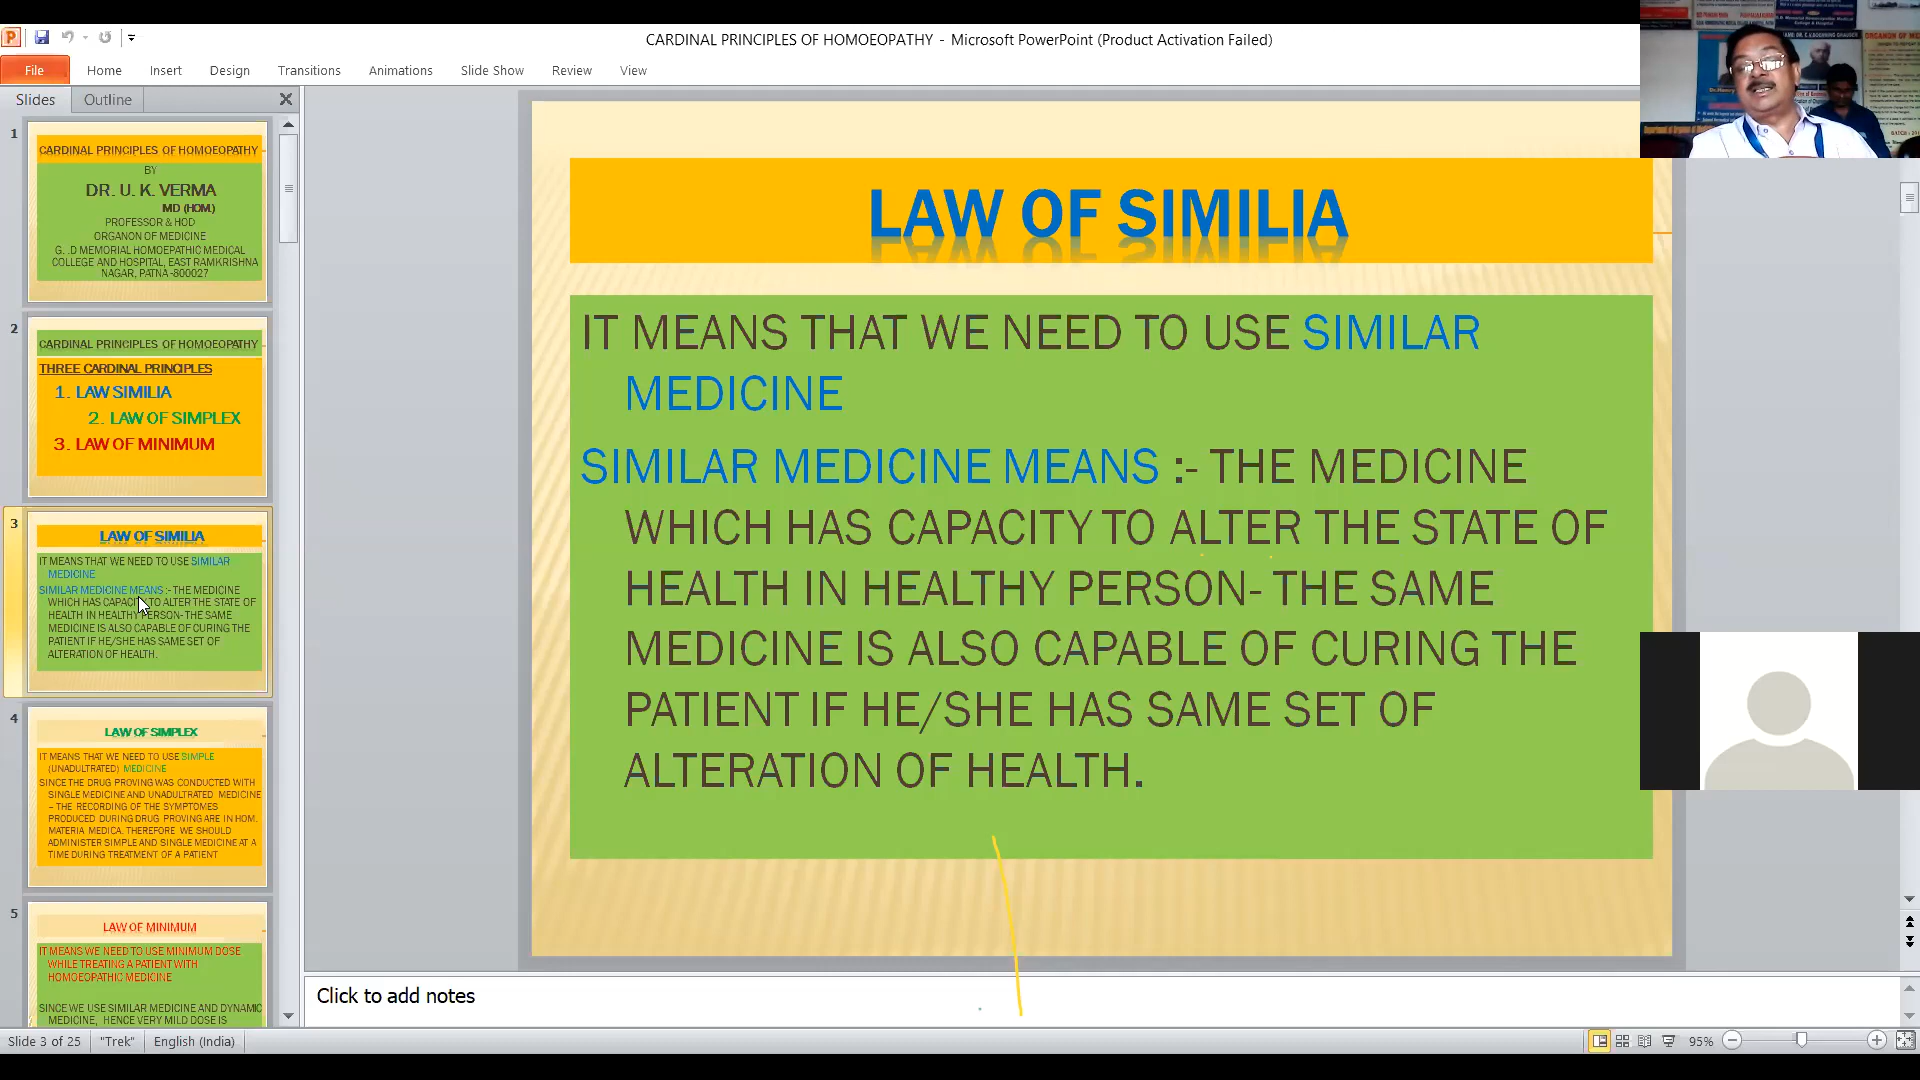 CARDINAL PRINCIPLES OF HOMOEOPATHY - Microsoft PowerPoint (Product Activation Failed)
File Home Insert Design Transitions Animations Slide Show Review View
Slides Outline
1
CARDINAL PRINCIPLES OF HOMOEOPATHY
BY
DR. U. K. VERMA
MD (HOM.)
PROFESSOR & HOD
ORGANON OF MEDICINE
G. .D MEMORIAL HOMOEOPATHIC MEDICAL
COLLEGE AND HOSPITAL, EAST RAMKRISHNA
NAGAR, PATNA -800027
2
CARDINAL PRINCIPLES OF HOMOEOPATHY
THREE CARDINAL PRINCIPLES
1. LAW SIMILIA
2. LAW OF SIMPLEX
3. LAW OF MINIMUM
3
LAW OF SIMILIA
IT MEANS THAT WE NEED TO USE SIMILAR
MEDICINE
SIMILAR MEDICINE MEANS :- THE MEDICINE
WHICH HAS CAPACITY TO ALTER THE STATE OF
HEALTH IN HEALTHY PERSON- THE SAME
MEDICINE IS ALSO CAPABLE OF CURING THE
PATIENT IF HE/SHE HAS SAME SET OF
ALTERATION OF HEALTH.
4
LAW OF SIMPLEX
IT MEANS THAT WE NEED TO USE SIMPLE
(UNADULTRATED) MEDICINE
SINCE THE DRUG PROVING WAS CONDUCTED WITH
SINGLE MEDICINE AND UNADULTRATED MEDICINE
– THE RECORDING OF THE SYMPTOMES
PRODUCED DURING DRUG PROVING ARE IN HOM.
MATERIA MEDICA. THEREFORE WE SHOULD
ADMINISTER SIMPLE AND SINGLE MEDICINE AT A
TIME DURING TREATMENT OF A PATIENT
5
LAW OF MINIMUM
IT MEANS WE NEED TO USE MINIMUM DOSE
WHILE TREATING A PATIENT WITH
HOMOEOPATHIC MEDICINE
SINCE WE USE SIMILAR MEDICINE AND DYNAMIC
MEDICINE, HENCE VERY MILD DOSE IS
LAW OF SIMILIA
IT MEANS THAT WE NEED TO USE SIMILAR
MEDICINE
SIMILAR MEDICINE MEANS :- THE MEDICINE
WHICH HAS CAPACITY TO ALTER THE STATE OF
HEALTH IN HEALTHY PERSON- THE SAME
MEDICINE IS ALSO CAPABLE OF CURING THE
PATIENT IF HE/SHE HAS SAME SET OF
ALTERATION OF HEALTH.
Click to add notes
Slide 3 of 25 "Trek" English (India) 95%